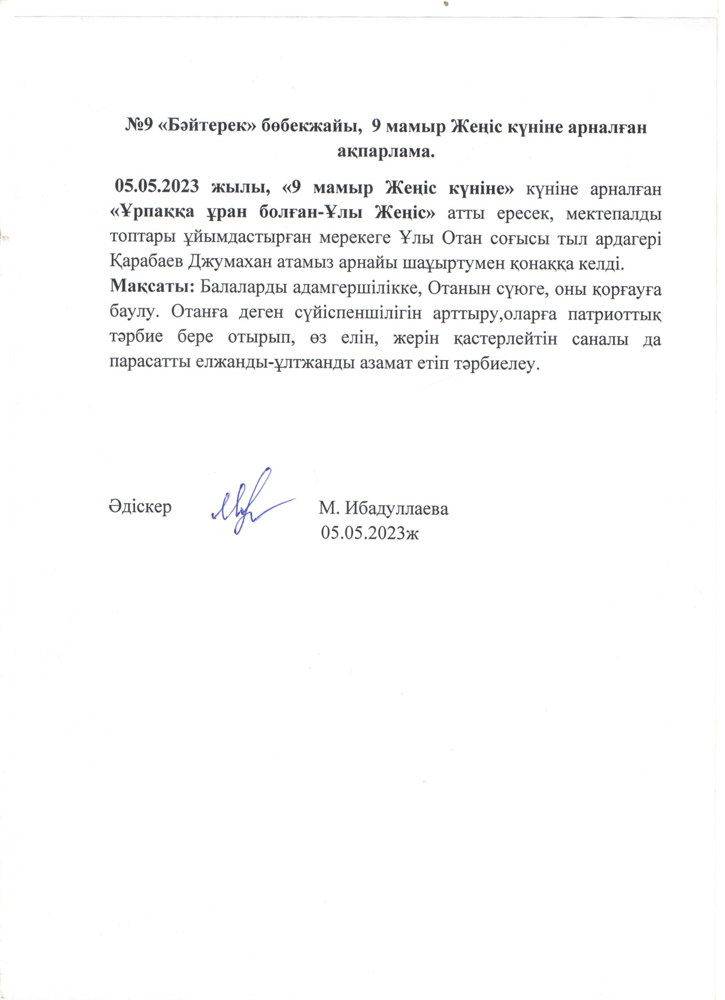 №9 «Бәйтерек» бөбекжайы, 9 мамыр Жеңіс күніне арналған
ақпарлама.
05.05.2023 жылы, «9 мамыр Жеңіс күніне» күніне арналған
«Ұрпаққа ұран болған-Ұлы Жеңіс» атты ересек, мектепалды
топтары ұйымдастырған мерекеге Ұлы Отан соғысы тыл ардагері
Қарабаев Джумахан атамыз арнайы шаұыртумен қонаққа келді.
Мақсаты: Балаларды адамгершілікке, Отанын сүюге, оны қорғауға
баулу. Отанға деген сүйіспеншілігін арттыру,оларға патриоттық
тәрбие бере отырып, өз елін, жерін қастерлейтін саналы да
парасатты елжанды-ұлтжанды азамат етіп тәрбиелеу.
Әдіскер М. Ибадуллаева
05.05.2023ж